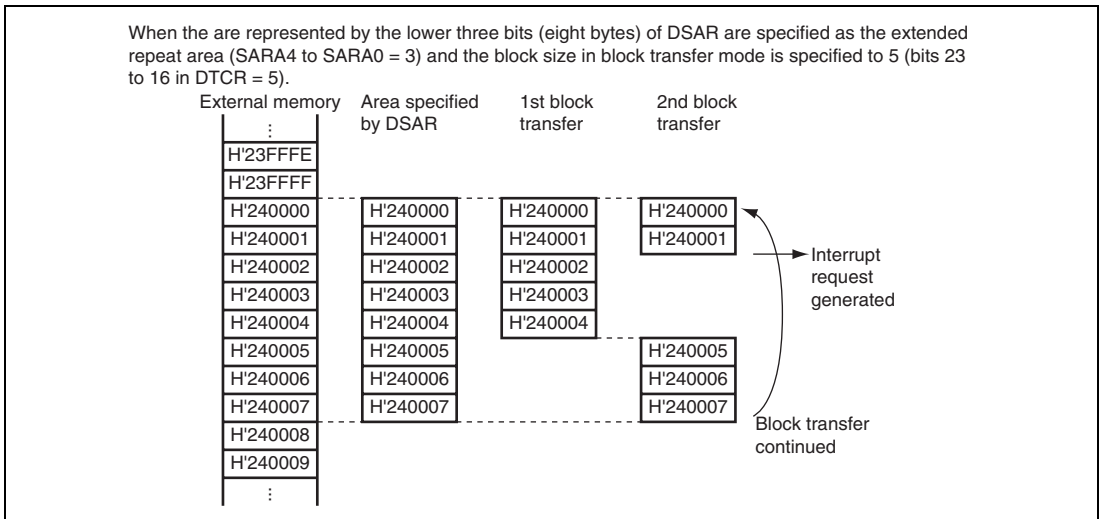 When the are represented by the lower three bits (eight bytes) of DSAR are specified as the extended
repeat area (SARA4 to SARA0 = 3) and the block size in block transfer mode is specified to 5 (bits 23
to 16 in DTCR = 5).
External memory Area specified 1st block 2nd block
by DSAR transfer transfer
⋮
H'23FFFE
H'23FFFF
H'240000 H'240000 H'240000 H'240000
H'240001 H'240001 H'240001 H'240001
H'240002 H'240002 H'240002 Interrupt
H'240003 H'240003 H'240003 request
generated
H'240004 H'240004 H'240004
H'240005 H'240005 H'240005
H'240006 H'240006 H'240006
H'240007 H'240007 H'240007
H'240008 Block transfer
continued
H'240009
⋮